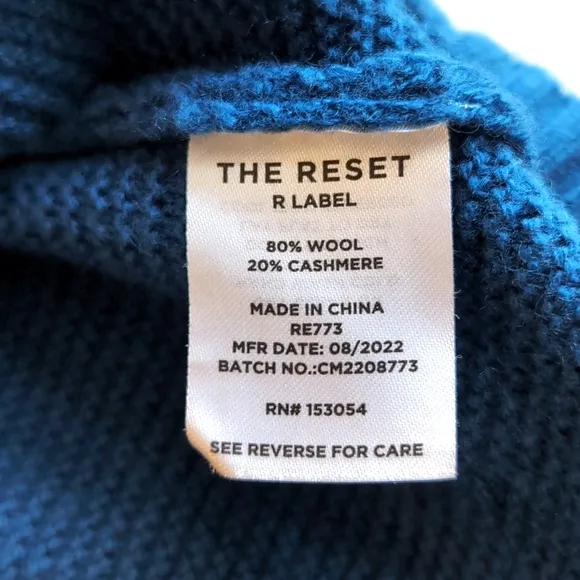 THE RESET
R LABEL
80% WOOL
20% CASHMERE
MADE IN CHINA
RE773
MFR DATE: 08/2022
BATCH NO.:CM2208773
RN# 153054
SEE REVERSE FOR CARE